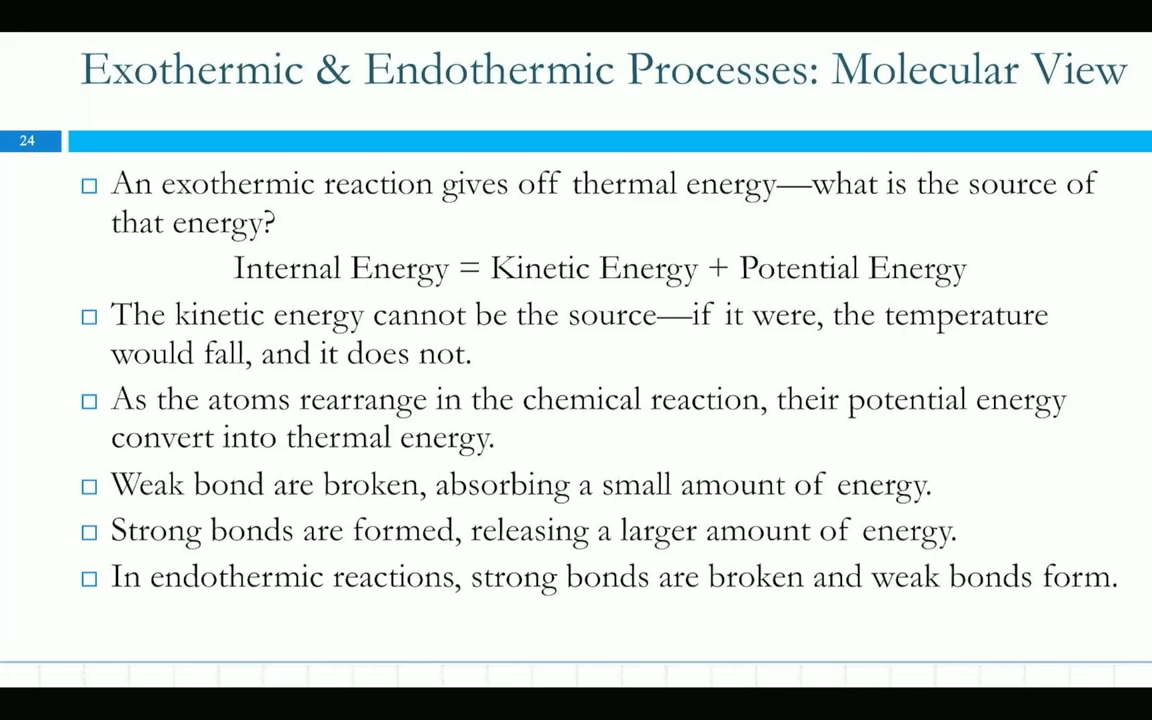 Exothermic & Endothermic Processes: Molecular View
24
An exothermic reaction gives off thermal energy—what is the source of
that energy?
Internal Energy = Kinetic Energy + Potential Energy
The kinetic energy cannot be the source—if it were, the temperature
would fall, and it does not.
As the atoms rearrange in the chemical reaction, their potential energy
convert into thermal energy.
Weak bond are broken, absorbing a small amount of energy.
Strong bonds are formed, releasing a larger amount of energy.
In endothermic reactions, strong bonds are broken and weak bonds form.